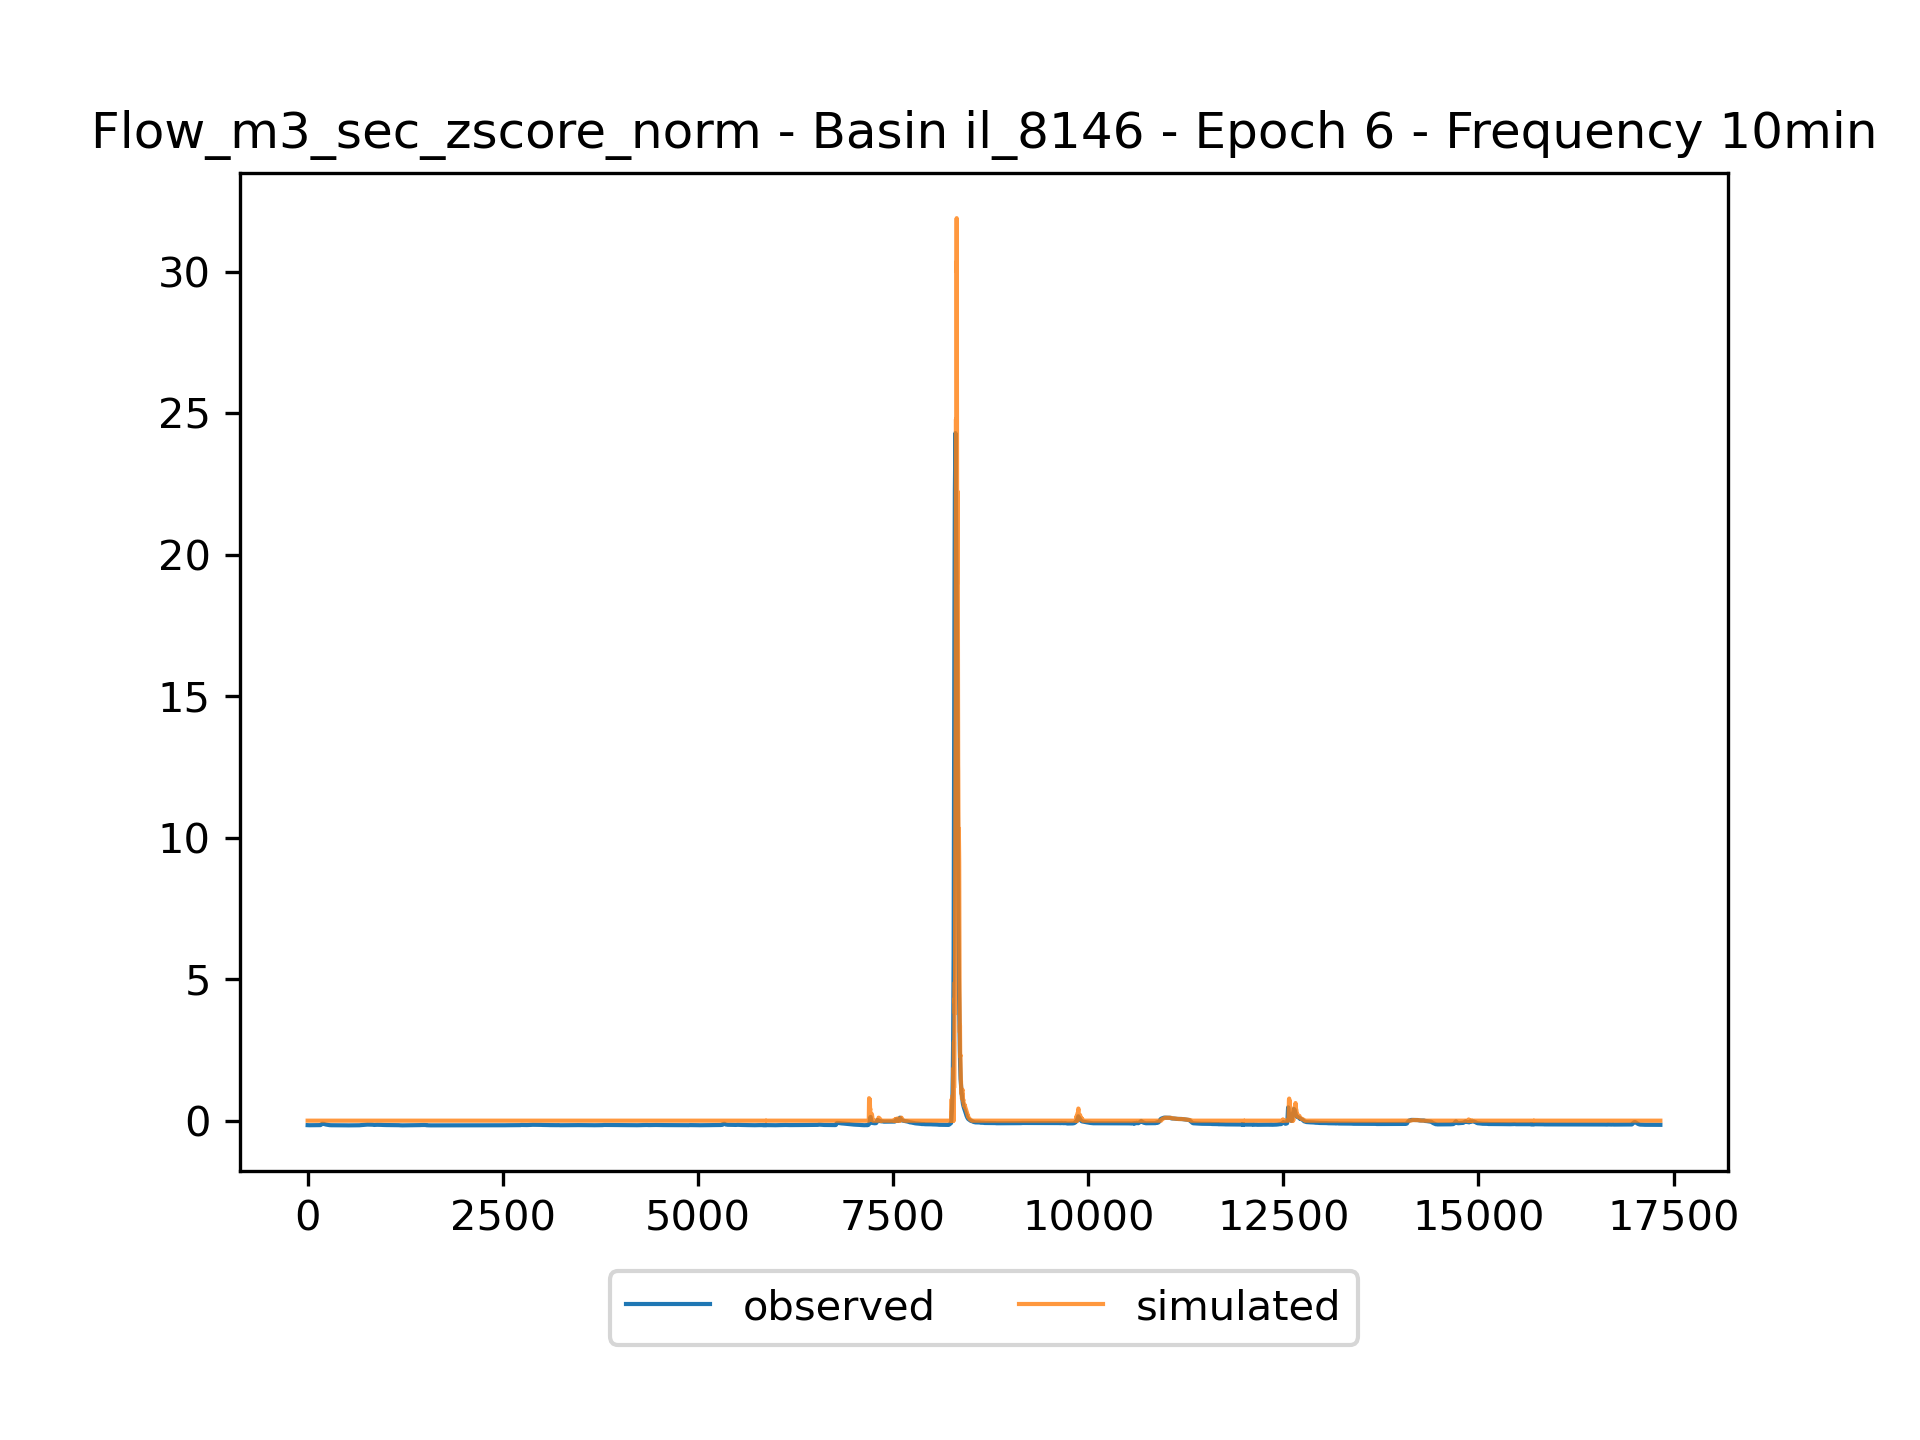 Flow_m3_sec_zscore_norm - Basin il_8146 - Epoch 6 - Frequency 10min
30
25
20
15
10
5
0
0 2500 5000 7500 10000 12500 15000 17500
observed simulated